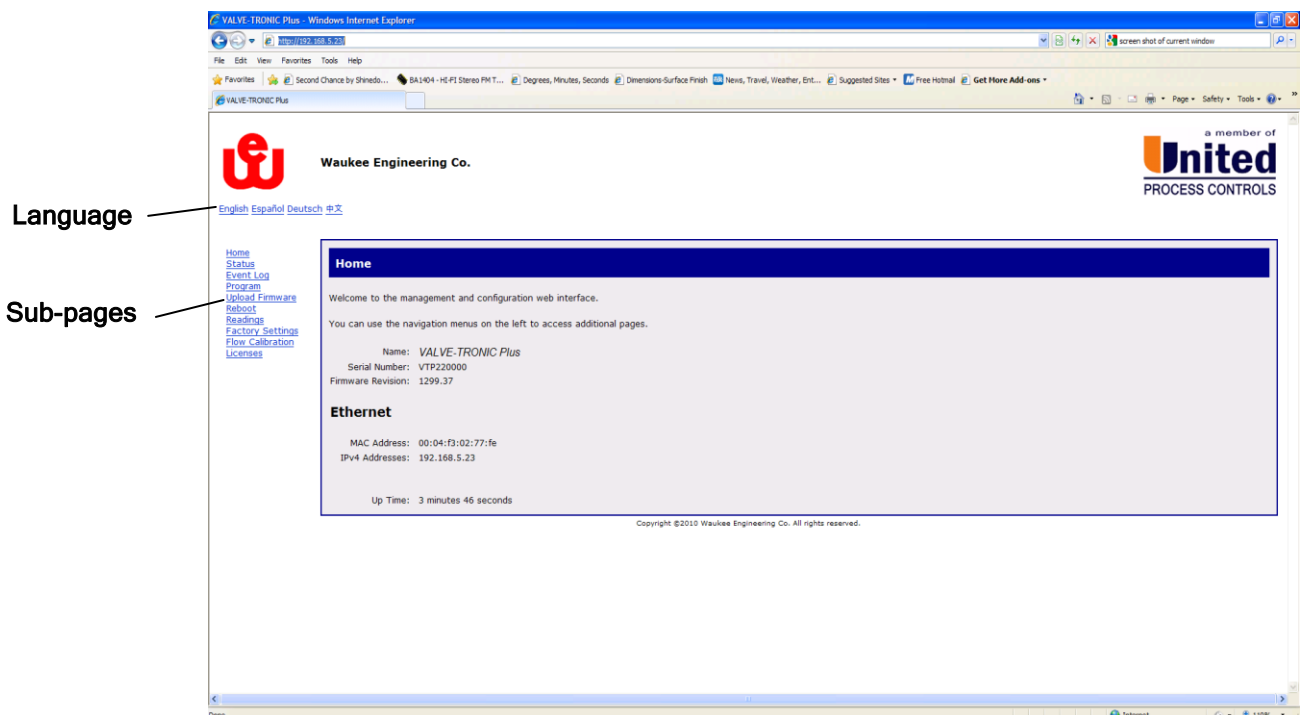 VALVE-TRONIC Plus - Windows Internet Explorer
http://192.168.5.23/
screen shot of current window
File Edit View Favorites Tools Help
Favorites Second Chance by Shinedo... BA1404 - HI-FI Stereo FM T... Degrees, Minutes, Seconds Dimensions-Surface Finish News, Travel, Weather, Ent... Suggested Sites Free Hotmail Get More Add-ons
VALVE-TRONIC Plus
Page Safety Tools
Waukee Engineering Co.
a member of
United
PROCESS CONTROLS
Language
English Español Deutsch 中文
Sub-pages
Home
Status
Event Log
Program
Upload Firmware
Reboot
Readings
Factory Settings
Flow Calibration
Licenses
Home
Welcome to the management and configuration web interface.
You can use the navigation menus on the left to access additional pages.
Name: VALVE-TRONIC Plus
Serial Number: VTP220000
Firmware Revision: 1299.37
Ethernet
MAC Address: 00:04:f3:02:77:fe
IPv4 Addresses: 192.168.5.23
Up Time: 3 minutes 46 seconds
Copyright ©2010 Waukee Engineering Co. All rights reserved.